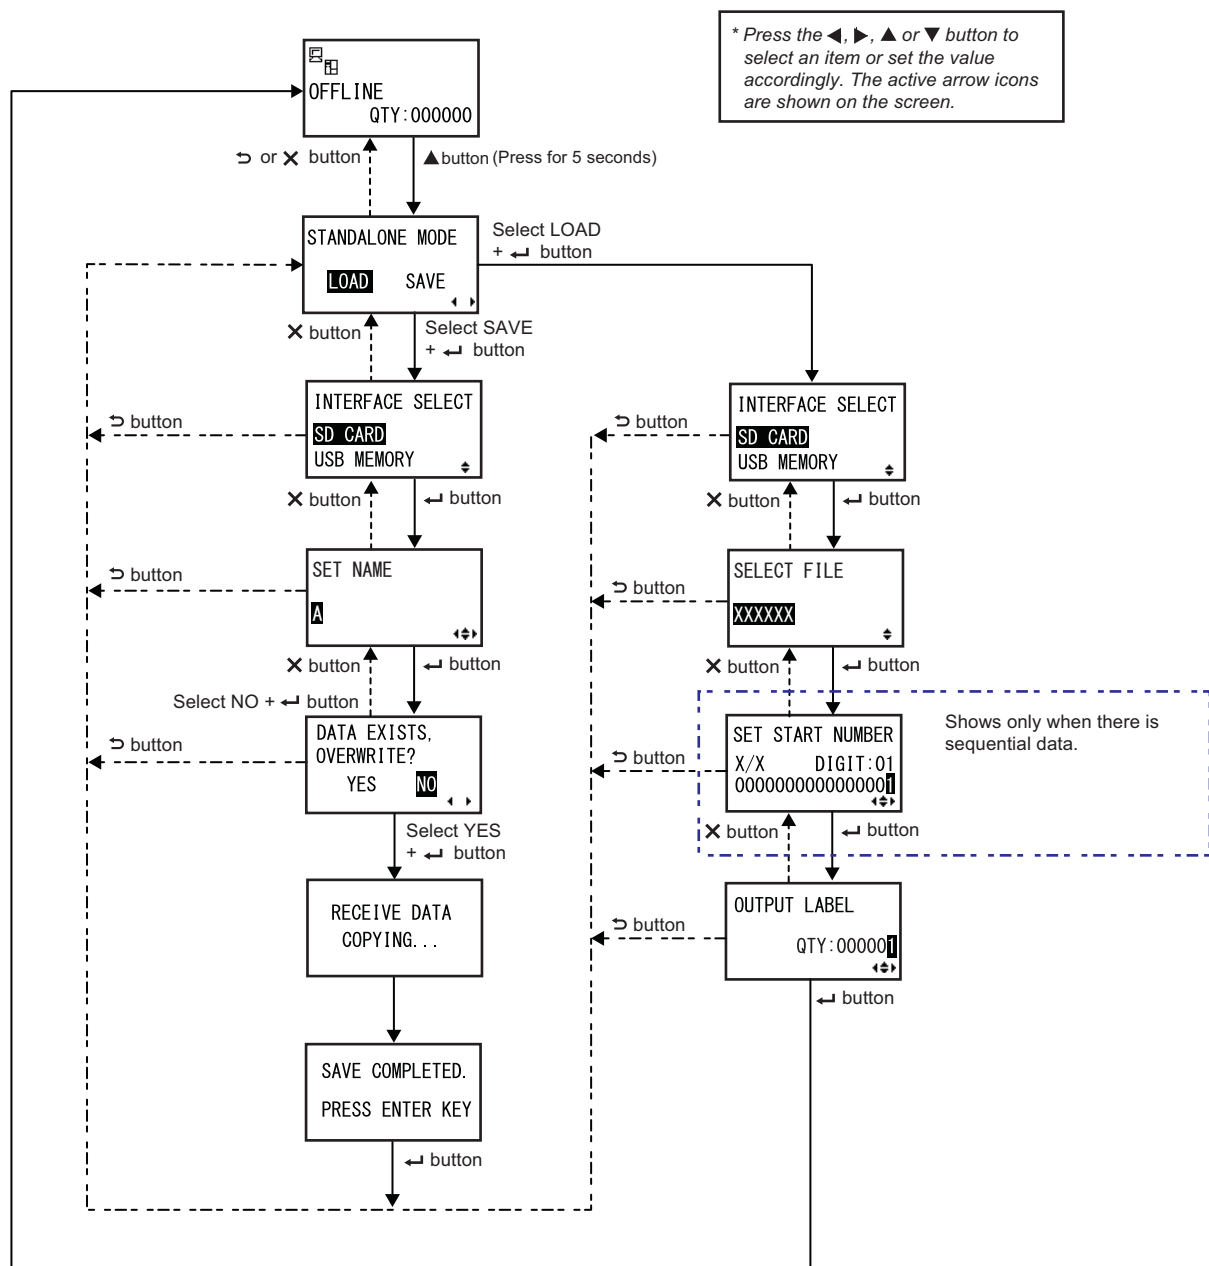 * Press the ◀, ▶, ▲ or ▼ button to
select an item or set the value
accordingly. The active arrow icons
are shown on the screen.
OFFLINE
QTY:000000
⮌ or ✕ button
▲ button (Press for 5 seconds)
STANDALONE MODE
LOAD SAVE
Select LOAD
+ ↵ button
✕ button
Select SAVE
+ ↵ button
INTERFACE SELECT
SD CARD
USB MEMORY
⮌ button
✕ button
↵ button
SET NAME
A
⮌ button
✕ button
↵ button
Select NO + ↵ button
DATA EXISTS,
OVERWRITE?
YES NO
⮌ button
Select YES
+ ↵ button
RECEIVE DATA
COPYING...
SAVE COMPLETED.
PRESS ENTER KEY
↵ button
INTERFACE SELECT
SD CARD
USB MEMORY
⮌ button
✕ button
↵ button
SELECT FILE
XXXXXX
⮌ button
✕ button
↵ button
SET START NUMBER
X/X DIGIT:01
0000000000000001
Shows only when there is
sequential data.
⮌ button
✕ button
↵ button
OUTPUT LABEL
QTY:000001
⮌ button
↵ button